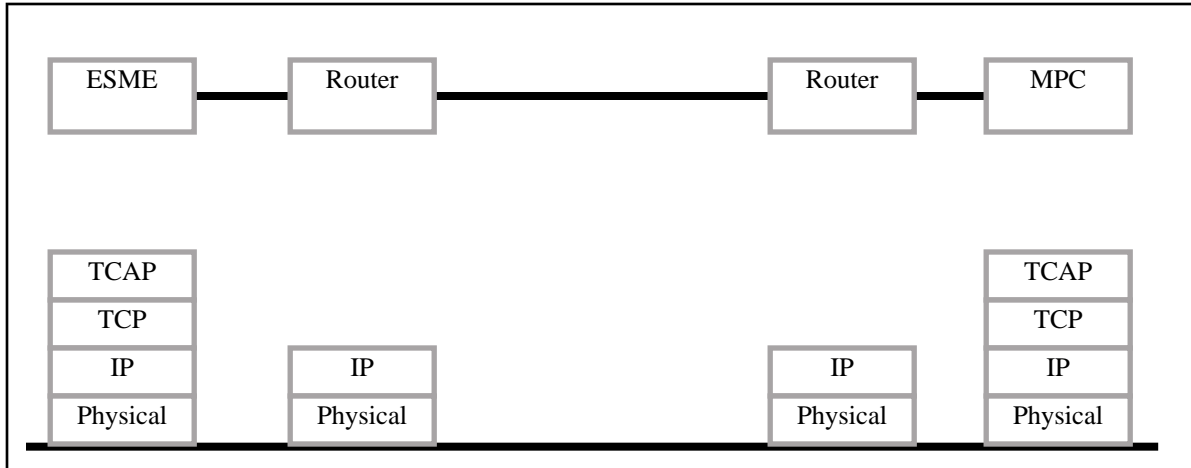 ESME Router Router MPC
TCAP TCAP
TCP TCP
IP IP IP IP
Physical Physical Physical Physical